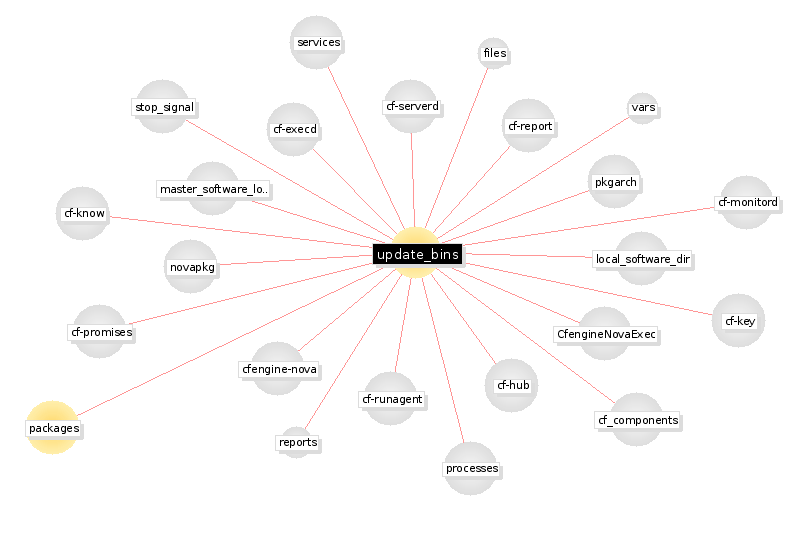 services
files
stop_signal
cf-serverd
vars
cf-execd
cf-report
master_software_lo..
pkgarch
cf-know
cf-monitord
update_bins
novapkg
local_software_dir
cf-promises
cf-key
CfengineNovaExec
cfengine-nova
cf-hub
cf-runagent
packages
cf_components
reports
processes